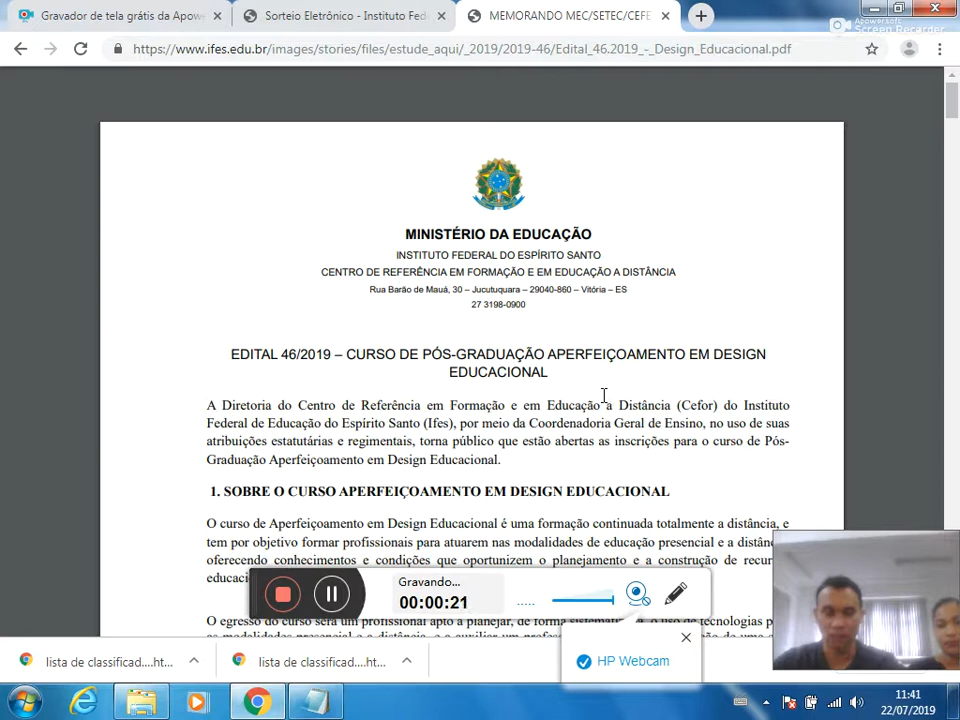 Gravador de tela grátis da Apow
Sorteio Eletrônico - Instituto Fed
MEMORANDO MEC/SETEC/CEFE
Apowersoft
Screen Recorder
https://www.ifes.edu.br/images/stories/files/estude_aqui/_2019/2019-46/Edital_46.2019_-_Design_Educacional.pdf
MINISTÉRIO DA EDUCAÇÃO
INSTITUTO FEDERAL DO ESPÍRITO SANTO
CENTRO DE REFERÊNCIA EM FORMAÇÃO E EM EDUCAÇÃO A DISTÂNCIA
Rua Barão de Mauá, 30 – Jucutuquara – 29040-860 – Vitória – ES
27 3198-0900
EDITAL 46/2019 – CURSO DE PÓS-GRADUAÇÃO APERFEIÇOAMENTO EM DESIGN
EDUCACIONAL
A Diretoria do Centro de Referência em Formação e em Educação a Distância (Cefor) do Instituto
Federal de Educação do Espírito Santo (Ifes), por meio da Coordenadoria Geral de Ensino, no uso de suas
atribuições estatutárias e regimentais, torna público que estão abertas as inscrições para o curso de Pós-
Graduação Aperfeiçoamento em Design Educacional.
1. SOBRE O CURSO APERFEIÇOAMENTO EM DESIGN EDUCACIONAL
O curso de Aperfeiçoamento em Design Educacional é uma formação continuada totalmente a distância, e
tem por objetivo formar profissionais para atuarem nas modalidades de educação presencial e a distân
oferecendo conhecimentos e condições que oportunizem o planejamento e a construção de recur
educaci
Gravando...
00:00:21
O egresso do curso será um profissional apto a planejar, de forma sistemática, o uso de tecnologias p
HP Webcam
lista de classificad....ht...
lista de classificad....ht...
11:41
22/07/2019